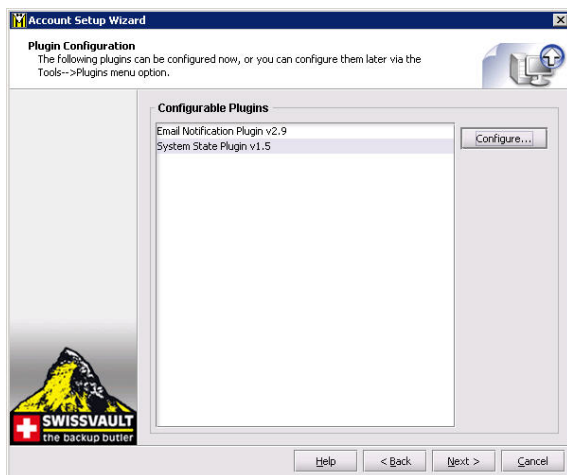 Account Setup Wizard
Plugin Configuration
The following plugins can be configured now, or you can configure them later via the
Tools-->Plugins menu option.
Configurable Plugins
Email Notification Plugin v2.9
System State Plugin v1.5
Configure...
SWISSVAULT
the backup butler
Help
< Back
Next >
Cancel